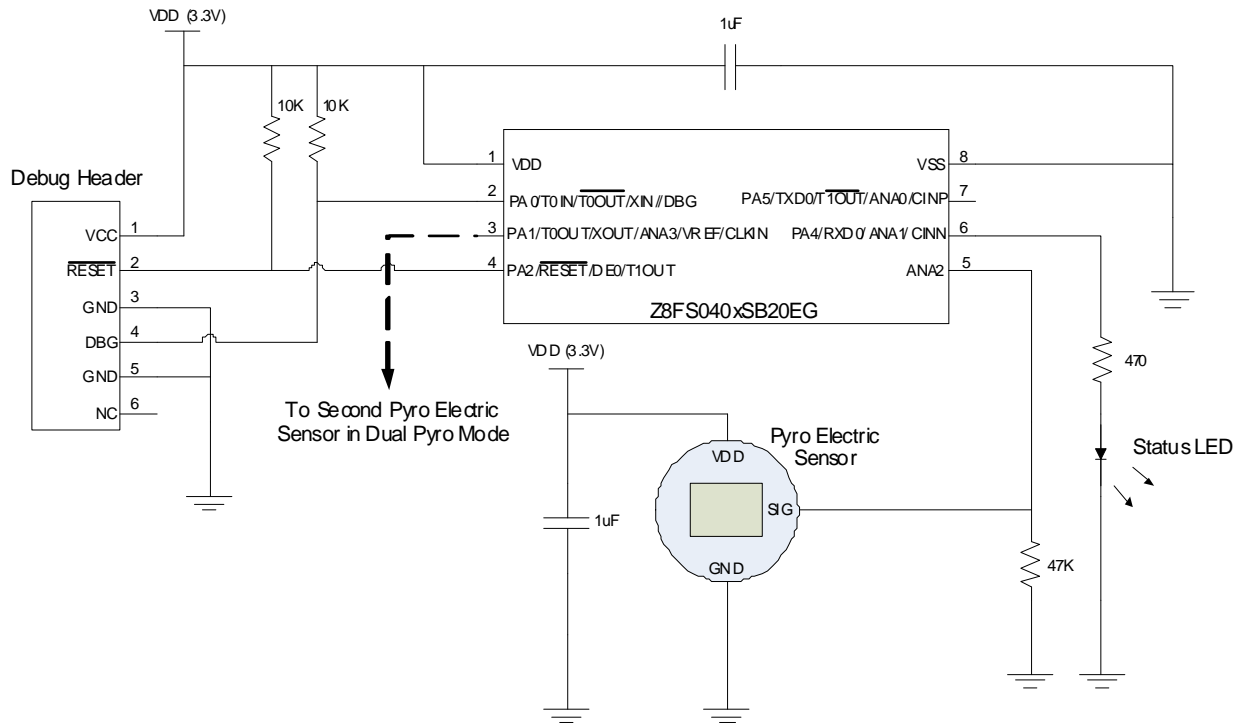 VDD (3.3V)
1uF
10K
10K
Debug Header
1
VCC
2
RESET
3
GND
4
DBG
5
GND
6
NC
1
VDD
2
PA0/T0IN/T0OUT/XIN//DBG
3
PA1/T0OUT/XOUT/ANA3/VREF/CLKIN
4
PA2/RESET/DE0/T1OUT
VSS
8
PA5/TXD0/T1OUT/ANA0/CINP
7
PA4/RXD0/ANA1/CINN
6
ANA2
5
Z8FS040xSB20EG
To Second Pyro Electric
Sensor in Dual Pyro Mode
VDD (3.3V)
1uF
Pyro Electric
Sensor
VDD
SIG
GND
470
Status LED
47K